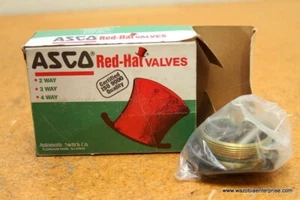 ASCO® Red-Hat VALVES
• 2 WAY
• 3 WAY
• 4 WAY
Certified
ISO 9000
Quality
Automatic Switch Co.
www.wazobiaenterprise.com